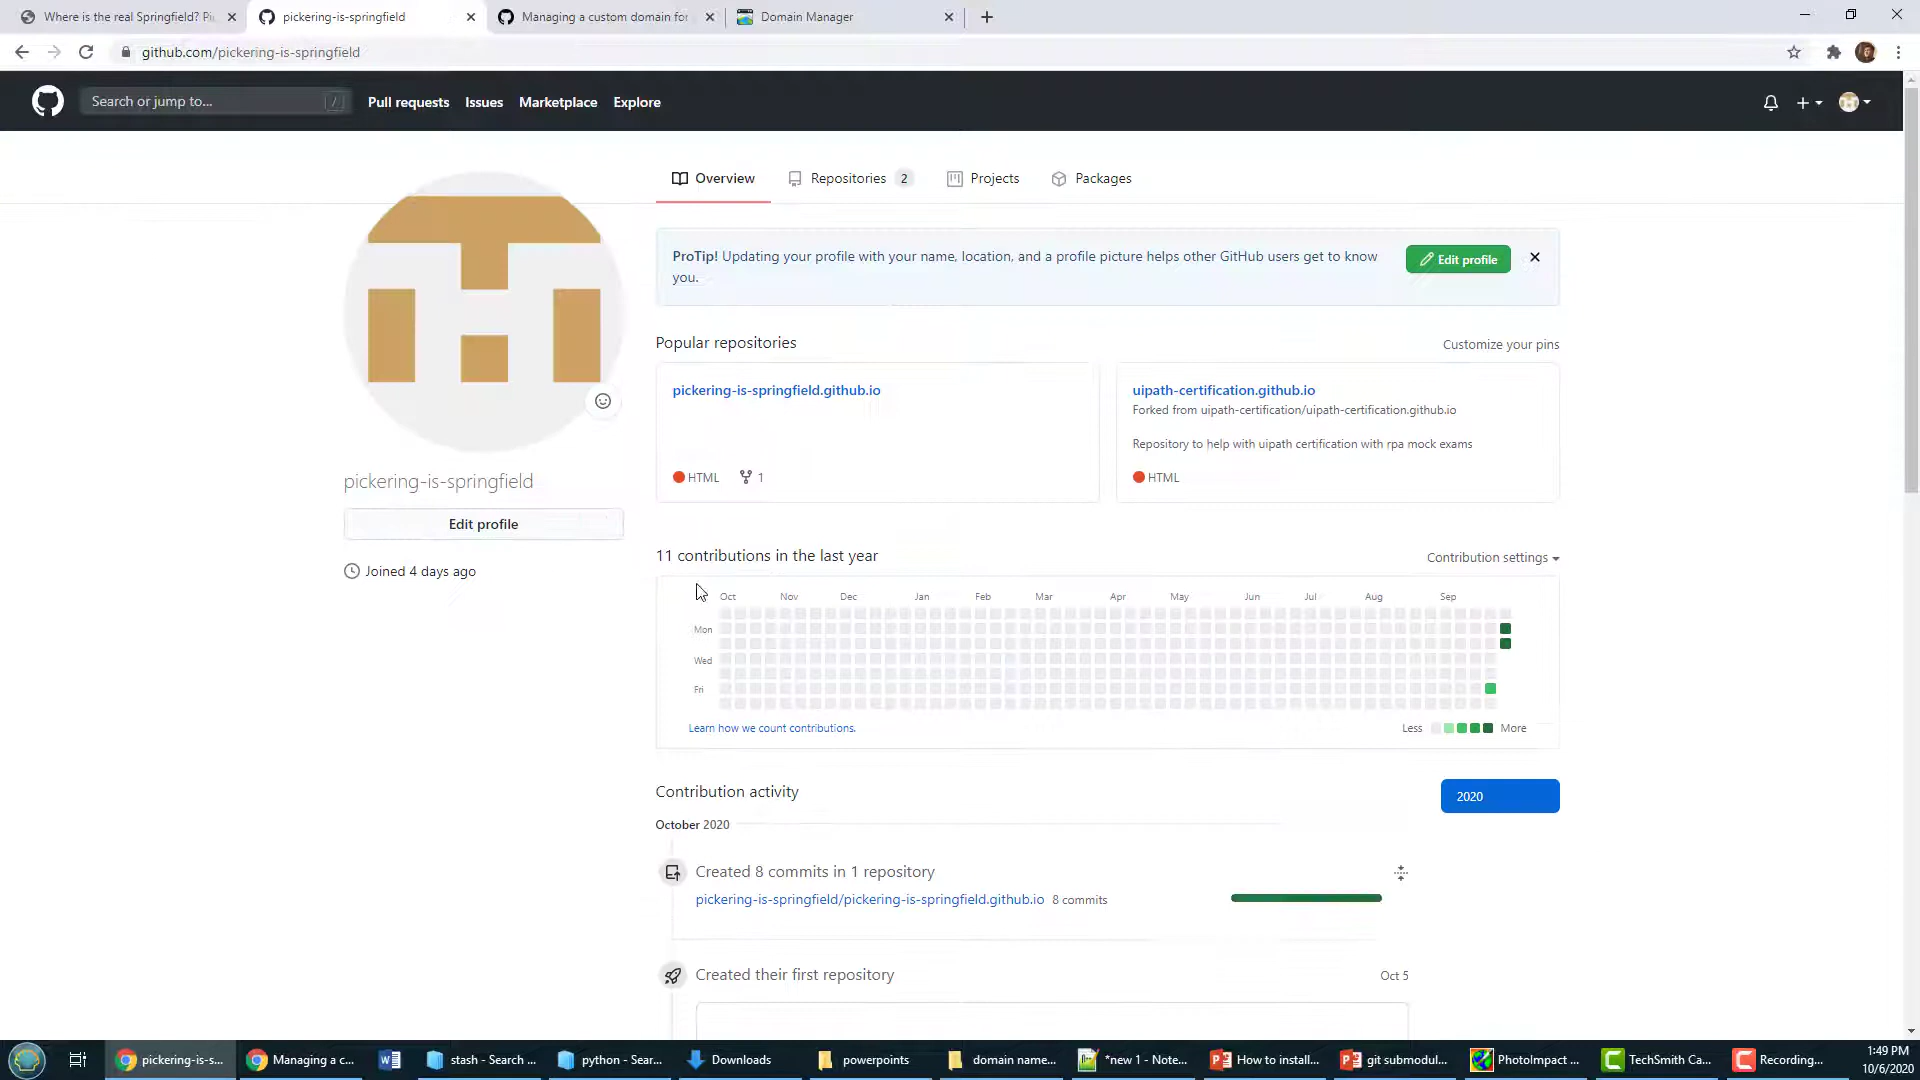 Where is the real Springfield? Pi
pickering-is-springfield
Managing a custom domain for
Domain Manager
github.com/pickering-is-springfield
Search or jump to...
/
Pull requests
Issues
Marketplace
Explore
Overview
Repositories 2
Projects
Packages
ProTip! Updating your profile with your name, location, and a profile picture helps other GitHub users get to know
you.
Edit profile
Popular repositories
Customize your pins
pickering-is-springfield.github.io
HTML
1
uipath-certification.github.io
Forked from uipath-certification/uipath-certification.github.io
Repository to help with uipath certification with rpa mock exams
HTML
pickering-is-springfield
Edit profile
Joined 4 days ago
11 contributions in the last year
Contribution settings
Oct Nov Dec Jan Feb Mar Apr May Jun Jul Aug Sep
Mon
Wed
Fri
Learn how we count contributions.
Less
More
Contribution activity
2020
October 2020
Created 8 commits in 1 repository
pickering-is-springfield/pickering-is-springfield.github.io 8 commits
Created their first repository
Oct 5
pickering-is-s...
Managing a c...
stash - Search ...
python - Sear...
Downloads
powerpoints
domain name...
*new 1 - Note...
How to install...
git submodul...
PhotoImpact ...
TechSmith Ca...
Recording...
1:49 PM
10/6/2020